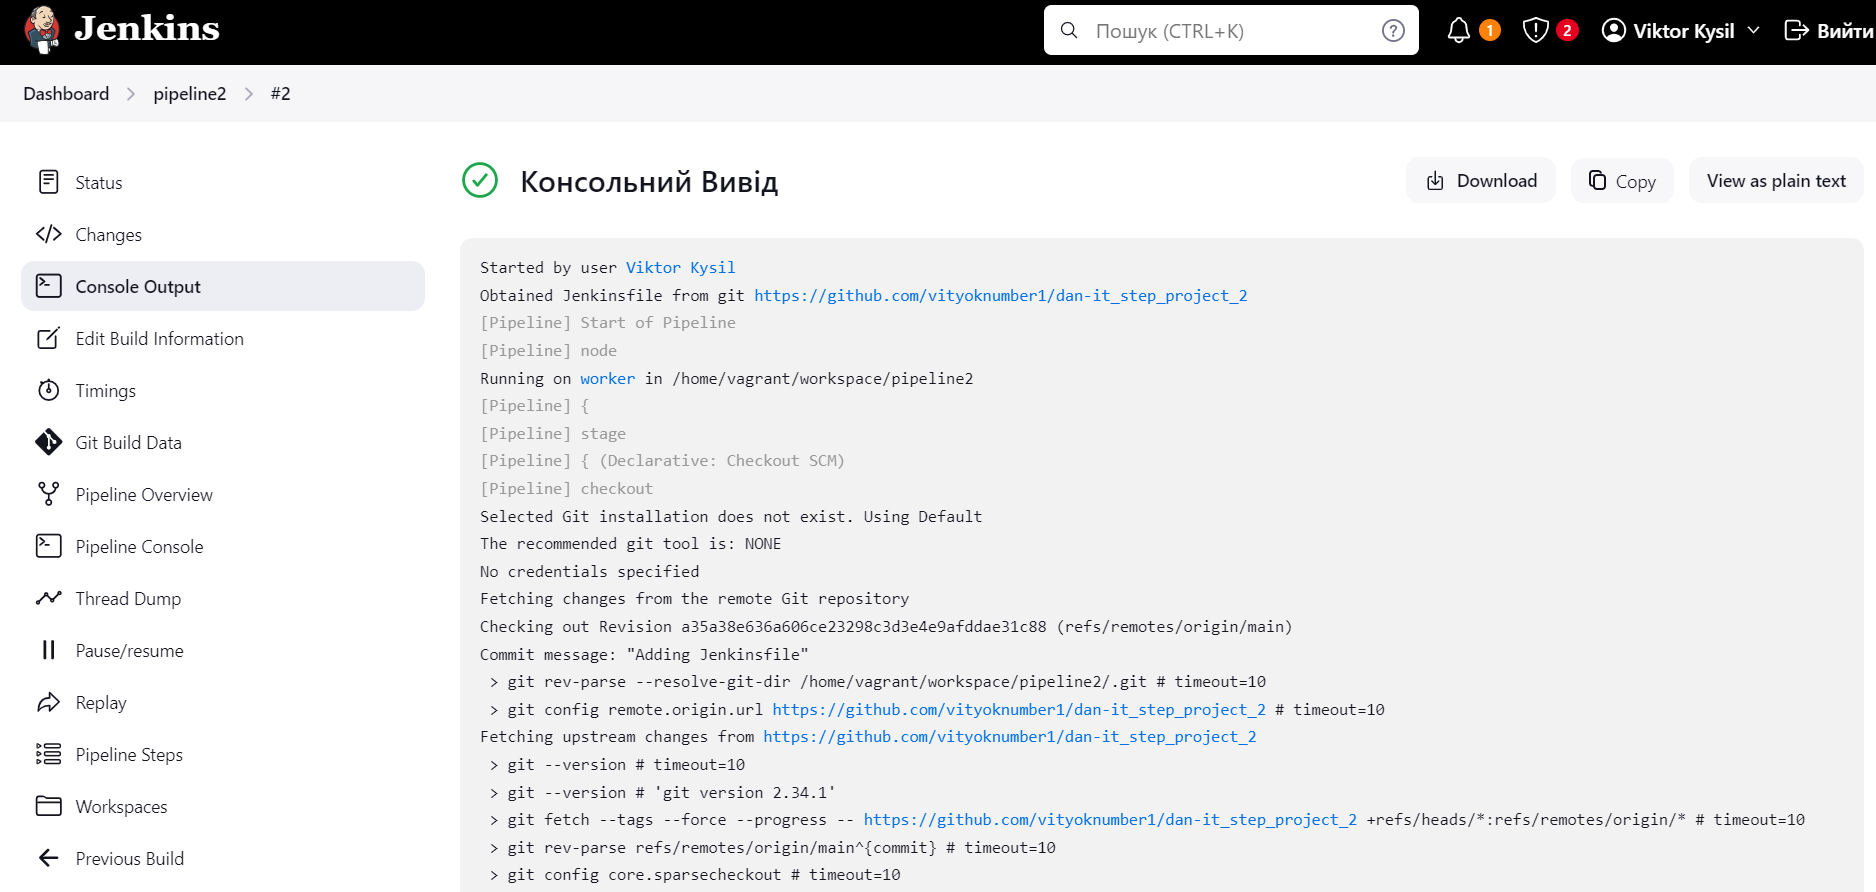 Jenkins
Пошук (CTRL+K)
?
1
2
Viktor Kysil
Выйти
Dashboard > pipeline2 > #2
Status
Changes
Console Output
Edit Build Information
Timings
Git Build Data
Pipeline Overview
Pipeline Console
Thread Dump
Pause/resume
Replay
Pipeline Steps
Workspaces
Previous Build
Консольний Вивід
Download
Copy
View as plain text
Started by user Viktor Kysil
Obtained Jenkinsfile from git https://github.com/vityoknumber1/dan-it_step_project_2
[Pipeline] Start of Pipeline
[Pipeline] node
Running on worker in /home/vagrant/workspace/pipeline2
[Pipeline] {
[Pipeline] stage
[Pipeline] { (Declarative: Checkout SCM)
[Pipeline] checkout
Selected Git installation does not exist. Using Default
The recommended git tool is: NONE
No credentials specified
Fetching changes from the remote Git repository
Checking out Revision a35a38e636a606ce23298c3d3e4e9afddae31c88 (refs/remotes/origin/main)
Commit message: "Adding Jenkinsfile"
> git rev-parse --resolve-git-dir /home/vagrant/workspace/pipeline2/.git # timeout=10
> git config remote.origin.url https://github.com/vityoknumber1/dan-it_step_project_2 # timeout=10
Fetching upstream changes from https://github.com/vityoknumber1/dan-it_step_project_2
> git --version # timeout=10
> git --version # 'git version 2.34.1'
> git fetch --tags --force --progress -- https://github.com/vityoknumber1/dan-it_step_project_2 +refs/heads/*:refs/remotes/origin/* # timeout=10
> git rev-parse refs/remotes/origin/main^{commit} # timeout=10
> git config core.sparsecheckout # timeout=10